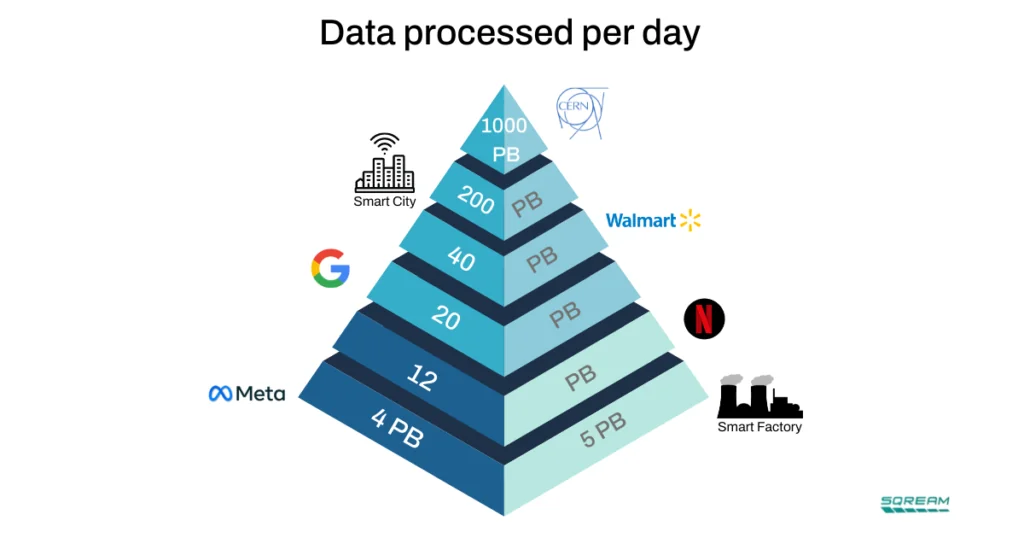 Data processed per day
CERN
1000
PB
Smart City
200 PB
Walmart
40 PB
G
20 PB
N
12 PB
Meta
4 PB
5 PB
Smart Factory
SQREAM